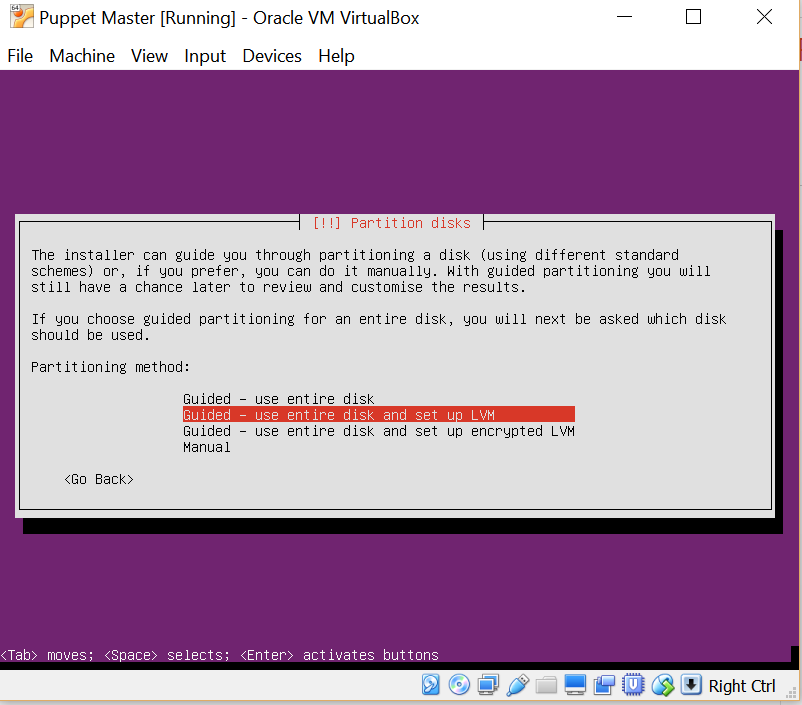 Puppet Master [Running] - Oracle VM VirtualBox
File Machine View Input Devices Help
[!!] Partition disks
The installer can guide you through partitioning a disk (using different standard
schemes) or, if you prefer, you can do it manually. With guided partitioning you will
still have a chance later to review and customise the results.
If you choose guided partitioning for an entire disk, you will next be asked which disk
should be used.
Partitioning method:
Guided - use entire disk
Guided - use entire disk and set up LVM
Guided - use entire disk and set up encrypted LVM
Manual
<Go Back>
<Tab> moves; <Space> selects; <Enter> activates buttons
Right Ctrl